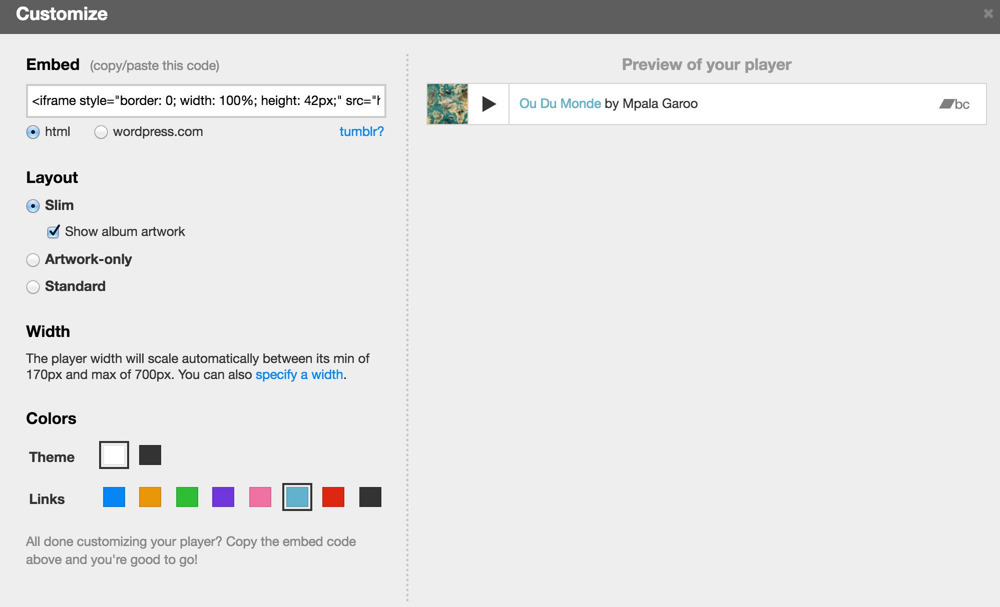 Customize
Embed (copy/paste this code)
<iframe style="border: 0; width: 100%; height: 42px;" src="h
html wordpress.com tumblr?
Layout
Slim
Show album artwork
Artwork-only
Standard
Width
The player width will scale automatically between its min of
170px and max of 700px. You can also specify a width.
Colors
Theme
Links
All done customizing your player? Copy the embed code
above and you're good to go!
Preview of your player
Ou Du Monde by Mpala Garoo
bc